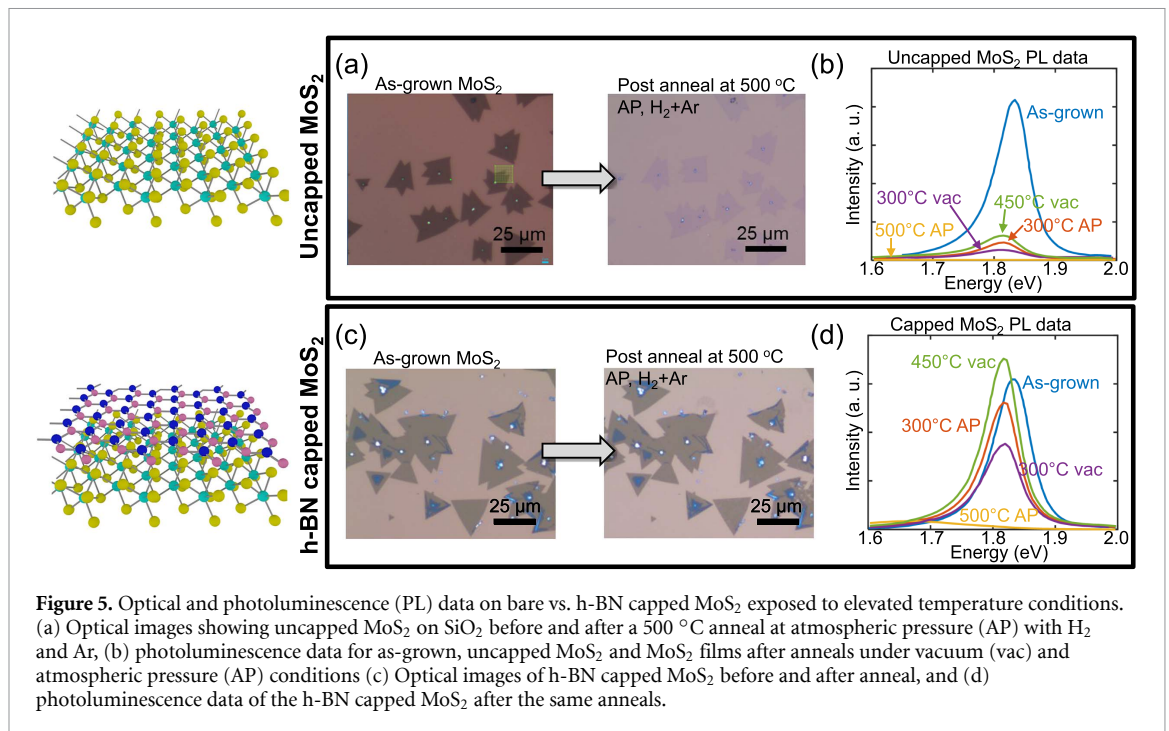 Uncapped MoS₂
(a)
As-grown MoS₂
Post anneal at 500 °C
AP, H₂+Ar
25 µm
25 µm
(b)
Uncapped MoS₂ PL data
Intensity (a. u.)
As-grown
300°C vac
450°C vac
500°C AP
300°C AP
1.6 1.7 1.8 1.9 2.0
Energy (eV)
h-BN capped MoS₂
(c)
As-grown MoS₂
Post anneal at 500 °C
AP, H₂+Ar
25 µm
25 µm
(d)
Capped MoS₂ PL data
Intensity (a. u.)
450°C vac
As-grown
300°C AP
300°C vac
500°C AP
1.6 1.7 1.8 1.9 2.0
Energy (eV)
Figure 5. Optical and photoluminescence (PL) data on bare vs. h-BN capped MoS₂ exposed to elevated temperature conditions.
(a) Optical images showing uncapped MoS₂ on SiO₂ before and after a 500 °C anneal at atmospheric pressure (AP) with H₂
and Ar, (b) photoluminescence data for as-grown, uncapped MoS₂ and MoS₂ films after anneals under vacuum (vac) and
atmospheric pressure (AP) conditions (c) Optical images of h-BN capped MoS₂ before and after anneal, and (d)
photoluminescence data of the h-BN capped MoS₂ after the same anneals.